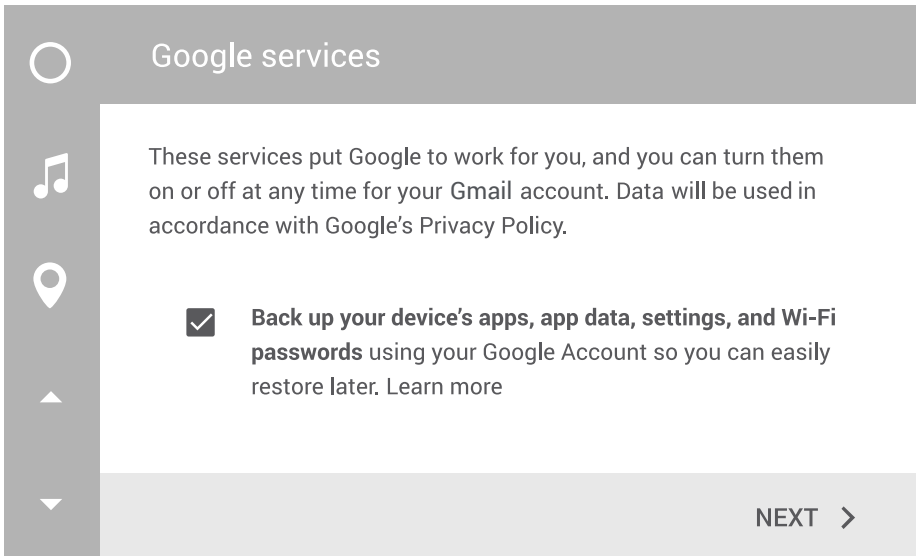 Google services
These services put Google to work for you, and you can turn them
on or off at any time for your Gmail account. Data will be used in
accordance with Google's Privacy Policy.
Back up your device's apps, app data, settings, and Wi-Fi
passwords using your Google Account so you can easily
restore later. Learn more
NEXT